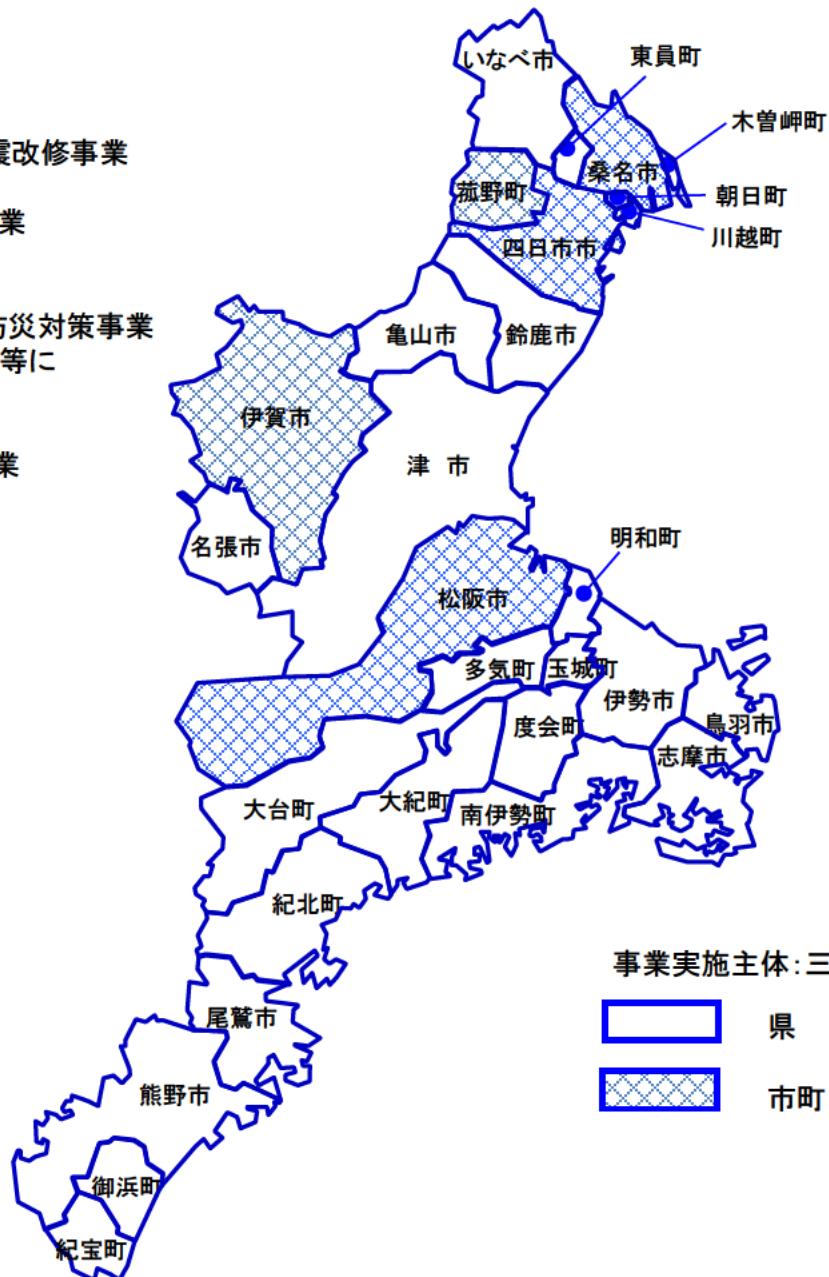 いなべ市
東員町
木曽岬町
震改修事業
桑名市
菰野町
朝日町
業
川越町
四日市市
防災対策事業
亀山市
鈴鹿市
等に
伊賀市
業
津 市
名張市
明和町
松阪市
多気町
玉城町
伊勢市
度会町
鳥羽市
志摩市
大台町
大紀町
南伊勢町
紀北町
事業実施主体:三
尾鷲市
県
熊野市
市町
御浜町
紀宝町